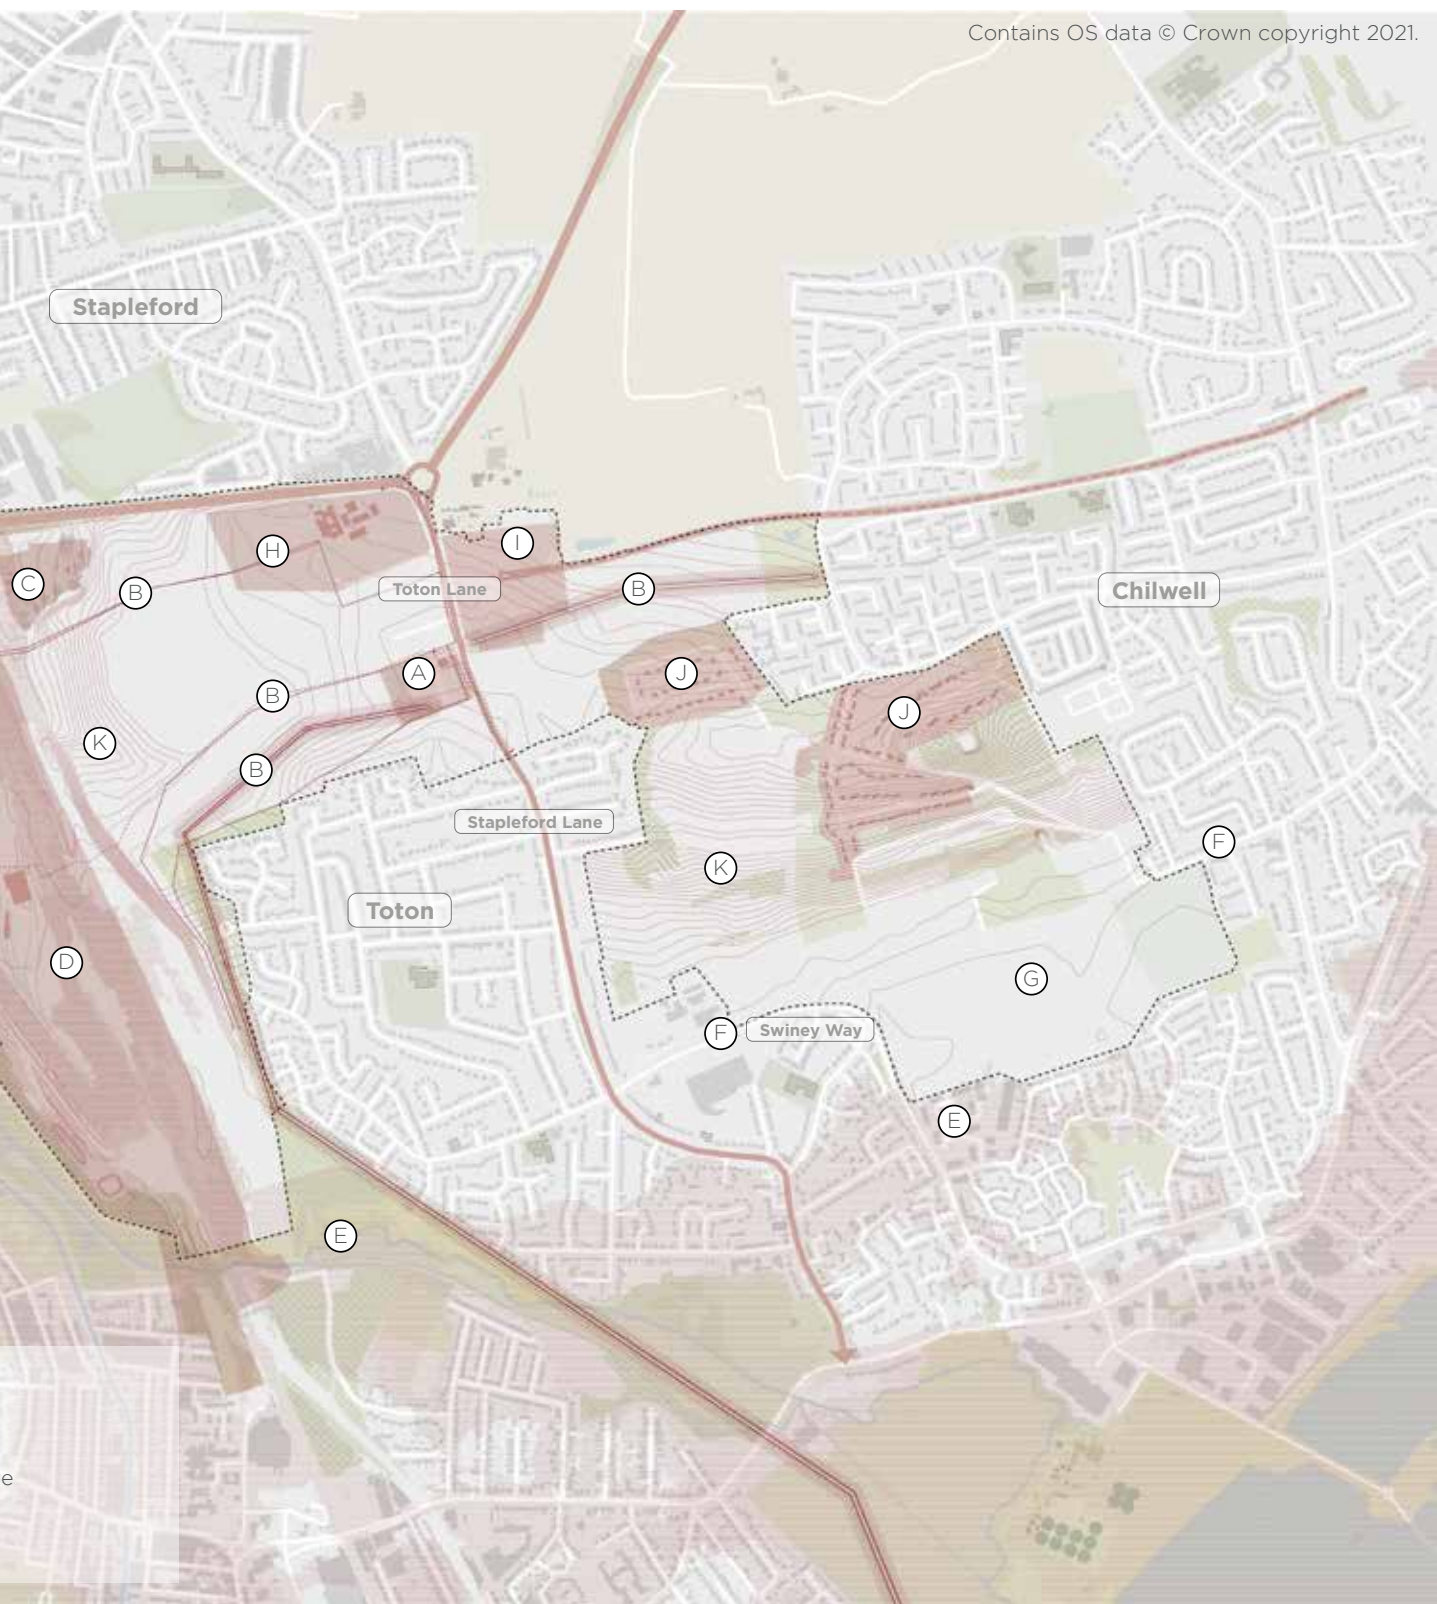 Contains OS data © Crown copyright 2021.
Stapleford
H
I
C
B
Toton Lane
B
Chilwell
A
J
B
J
K
B
Stapleford Lane
F
K
Toton
D
G
F
Swiney Way
E
E
e